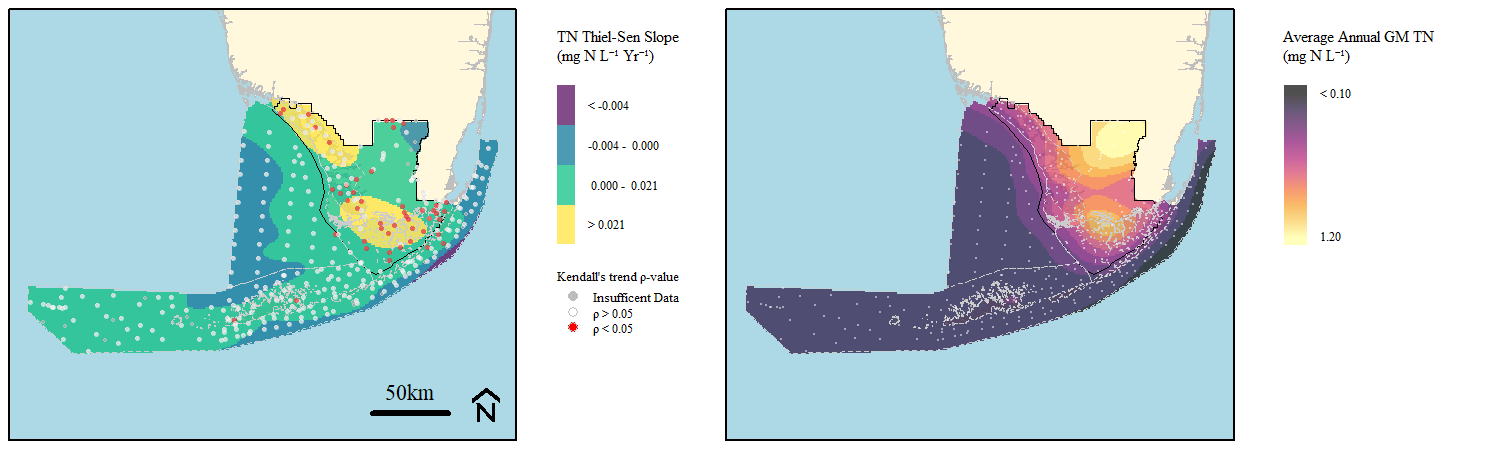 TN Thiel-Sen Slope
(mg N L⁻¹ Yr⁻¹)
< -0.004
-0.004 - 0.000
0.000 - 0.021
> 0.021
Kendall's trend ρ-value
Insufficent Data
ρ > 0.05
ρ < 0.05
50km
N
Average Annual GM TN
(mg N L⁻¹)
< 0.10
1.20